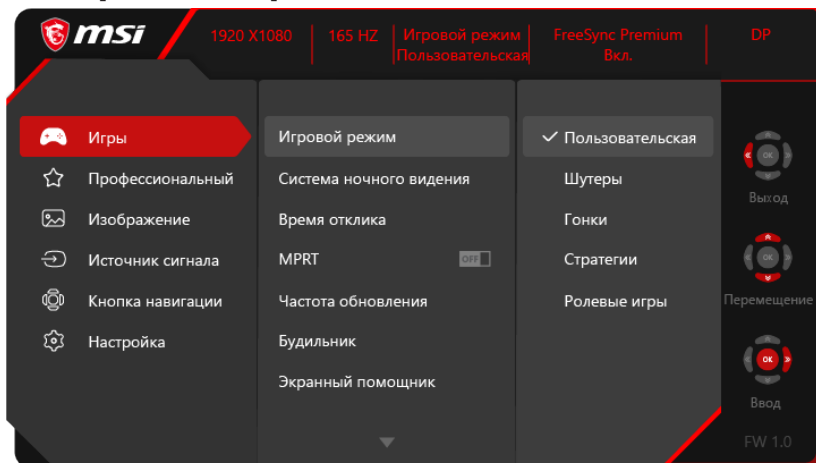 msi
1920 X1080
165 HZ
Игровой режим
Пользовательская
FreeSync Premium
Вкл.
DP
Игры
Профессиональный
Изображение
Источник сигнала
Кнопка навигации
Настройка
Игровой режим
Система ночного видения
Время отклика
MPRT
OFF
Частота обновления
Будильник
Экранный помощник
Пользовательская
Шутеры
Гонки
Стратегии
Ролевые игры
OK
Выход
OK
Перемещение
OK
Ввод
FW 1.0